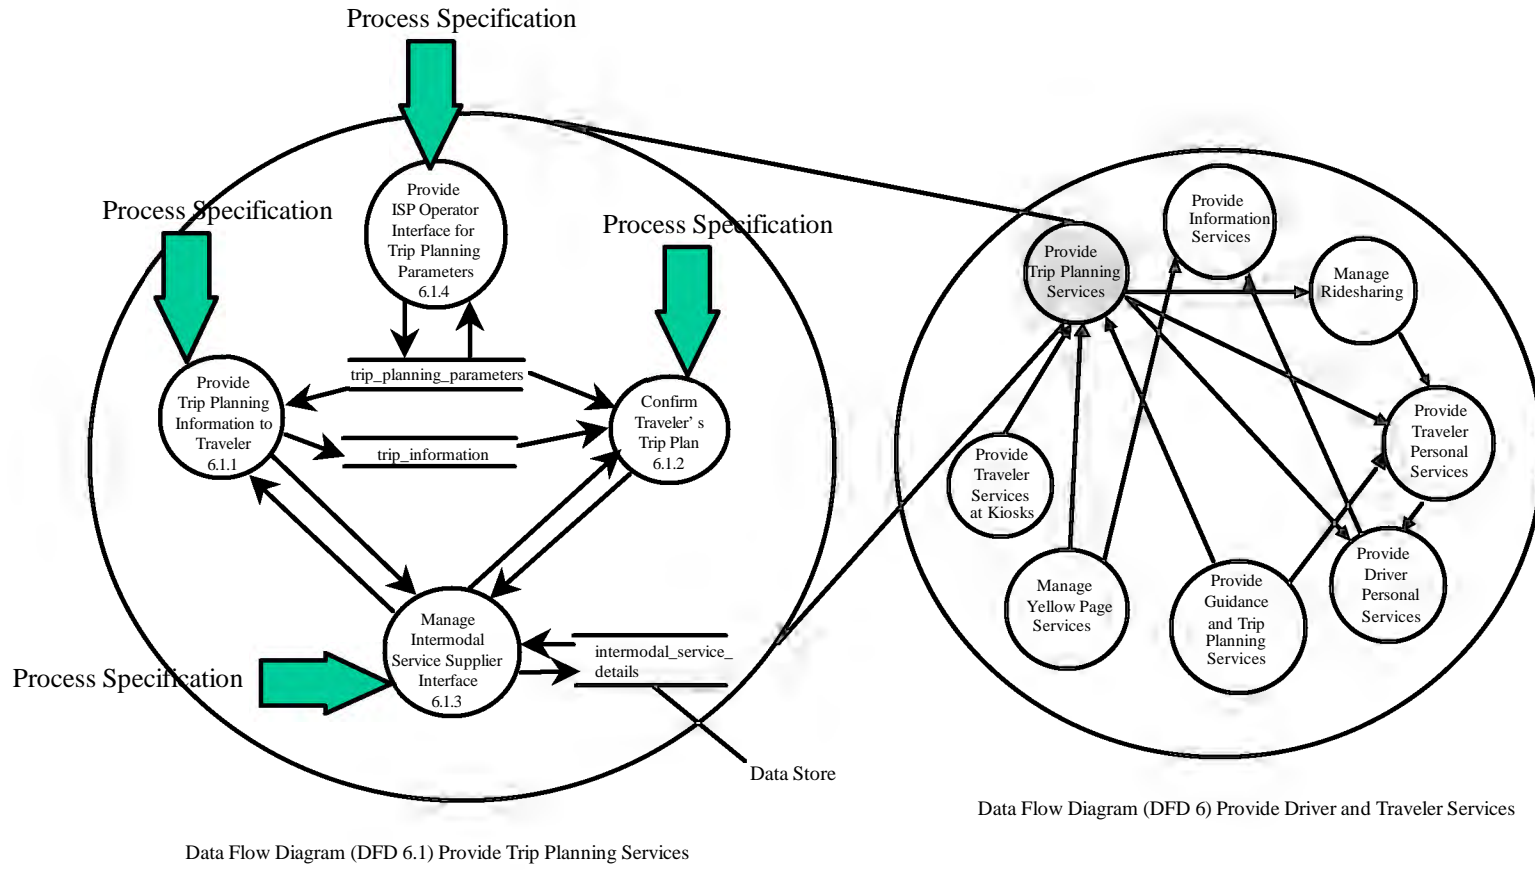 Process Specification
Provide
ISP Operator
Interface for
Trip Planning
Parameters
6.1.4
Process Specification
Process Specification
trip_planning_parameters
Provide
Trip Planning
Information to
Traveler
6.1.1
Confirm
Traveler’ s
Trip Plan
6.1.2
trip_information
Manage
Intermodal
Service Supplier
Interface
6.1.3
intermodal_service_
details
Process Specification
Data Store
Data Flow Diagram (DFD 6.1) Provide Trip Planning Services
Provide
Information
Services
Provide
Trip Planning
Services
Manage
Ridesharing
Provide
Traveler
Personal
Services
Provide
Traveler
Services
at Kiosks
Provide
Driver
Personal
Services
Manage
Yellow Page
Services
Provide
Guidance
and Trip
Planning
Services
Data Flow Diagram (DFD 6) Provide Driver and Traveler Services